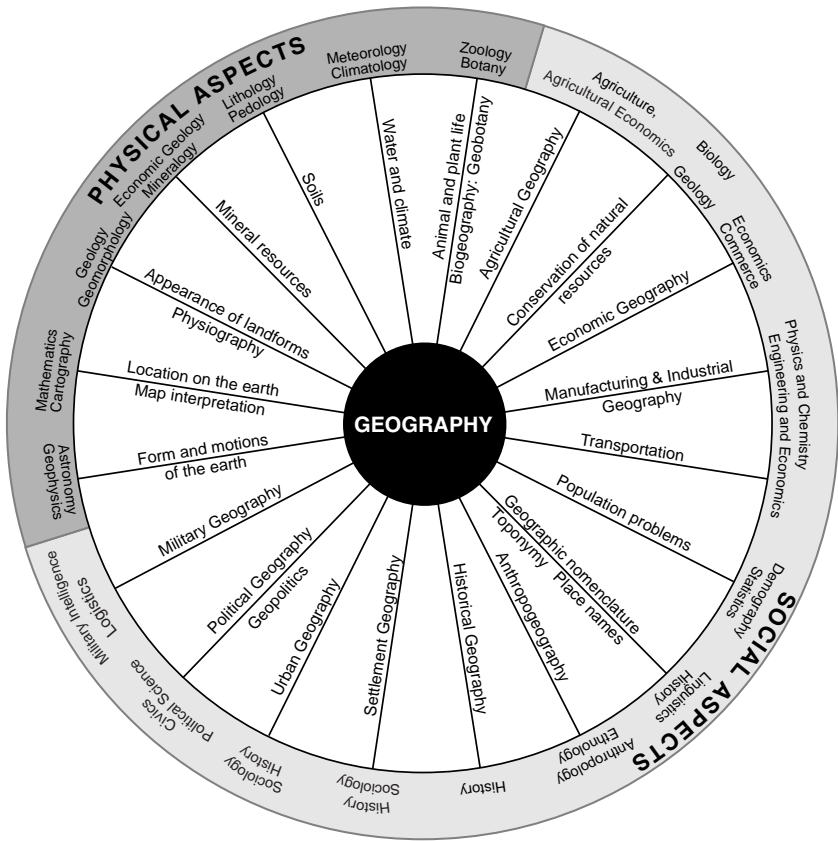 PHYSICAL ASPECTS
Meteorology
Climatology
Zoology
Botany
Agriculture,
Agricultural Economics
Biology
Geology
Economics
Commerce
Physics and Chemistry
Engineering and Economics
Demography
Statistics
SOCIAL ASPECTS
Linguistics
History
Anthropology
Ethnology
History
History
Sociology
Sociology
History
Civics
Political Science
Military Intelligence
Logistics
Astronomy
Geophysics
Mathematics
Cartography
Geology
Geomorphology
Economic Geology
Mineralogy
Lithology
Pedology
Water and climate
Animal and plant life
Biogeography: Geobotany
Agricultural Geography
Conservation of natural
resources
Economic Geography
Manufacturing & Industrial
Geography
Transportation
Population problems
Geographic nomenclature
Toponymy Place names
Anthropogeography
Historical Geography
Settlement Geography
Urban Geography
Political Geography
Geopolitics
Military Geography
Form and motions
of the earth
Location on the earth
Map interpretation
Appearance of landforms
Physiography
Mineral resources
Soils
GEOGRAPHY